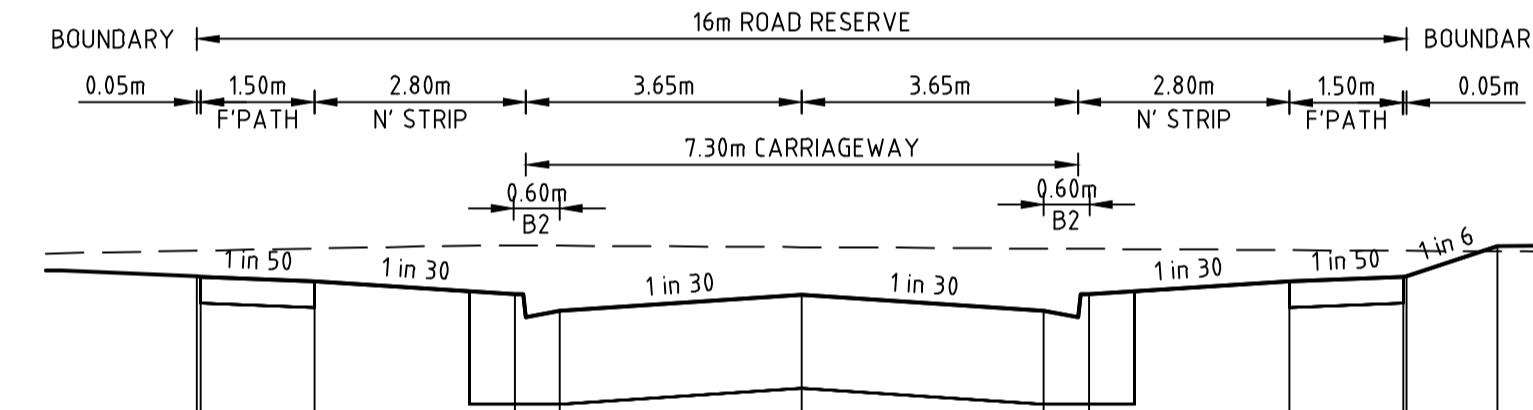 16m ROAD RESERVE
BOUNDARY BOUNDAR
0.05m 1.50m 2.80m 3.65m 3.65m 2.80m 1.50m 0.05m
F'PATH N' STRIP N' STRIP F'PATH
7.30m CARRIAGEWAY
0.60m 0.60m
B2 B2
1 in 50 1 in 30 1 in 30 1 in 30 1 in 30 1 in 50 1 in 6